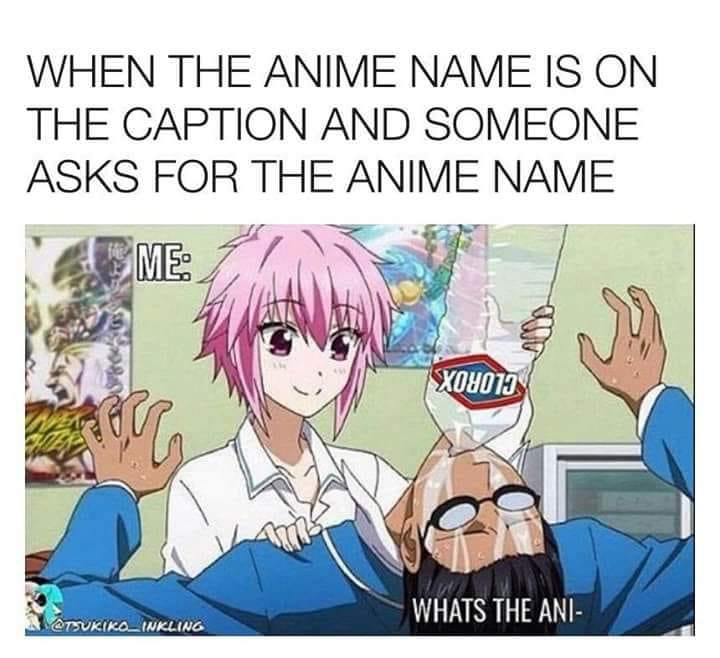 WHEN THE ANIME NAME IS ON
THE CAPTION AND SOMEONE
ASKS FOR THE ANIME NAME
ME:
CLOROX
WHATS THE ANI-
@TSUKIKO_INKLING